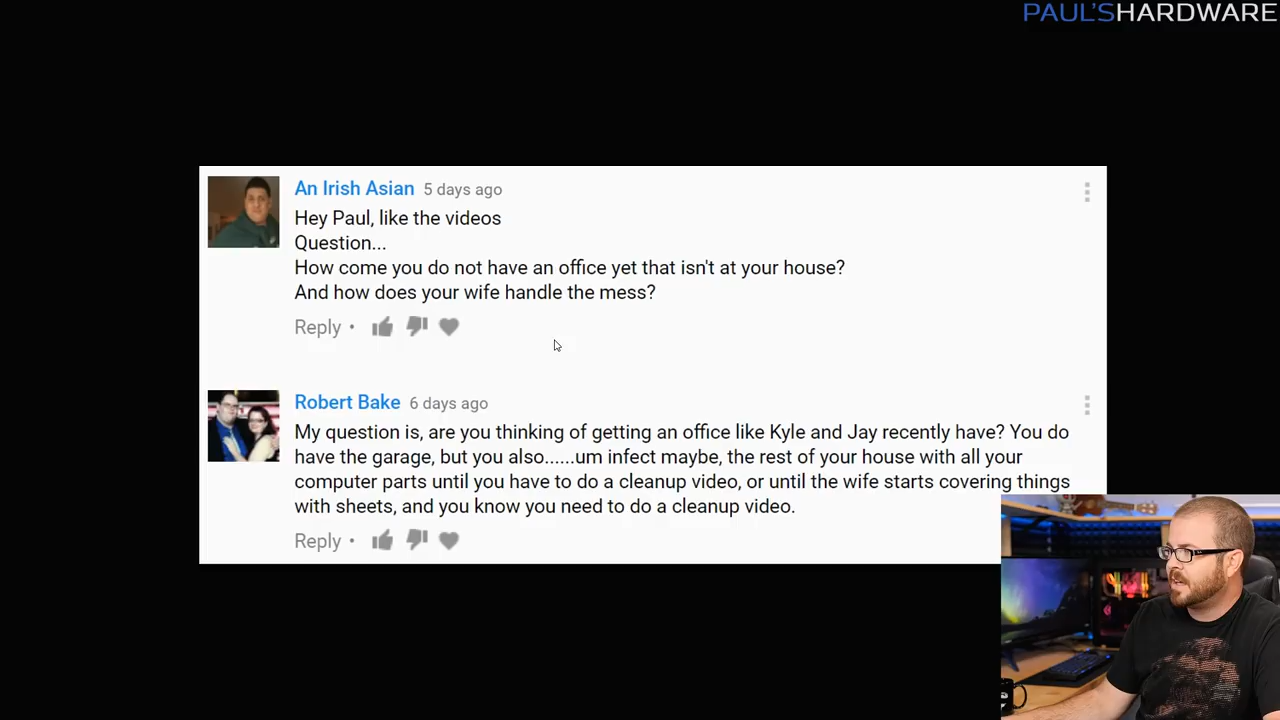 PAUL'SHARDWARE
An Irish Asian 5 days ago
Hey Paul, like the videos
Question...
How come you do not have an office yet that isn't at your house?
And how does your wife handle the mess?
Reply •
Robert Bake 6 days ago
My question is, are you thinking of getting an office like Kyle and Jay recently have? You do
have the garage, but you also......um infect maybe, the rest of your house with all your
computer parts until you have to do a cleanup video, or until the wife starts covering things
with sheets, and you know you need to do a cleanup video.
Reply •